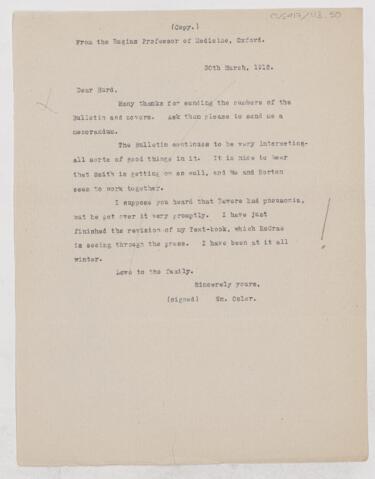 CUS417/118.50
(Copy.)
From the Regius Professor of Medicine, Oxford.
30th March, 1912.
Dear Hurd,
Many thanks for sending the numbers of the
Bulletin and covers. Ask them please to send me a
memorandum.
The Bulletin continues to be very interesting-
all sorts of good things in it. It is nice to hear
that Smith is getting on so well, and He and Norton
seem to work together.
I suppose you heard that Revere had pneumonia,
but he got over it very promptly. I have just
finished the revision of my Text-book, which McCrae
is seeing through the press. I have been at it all
winter.
Love to the family.
Sincerely yours,
(signed) Wm. Osler.